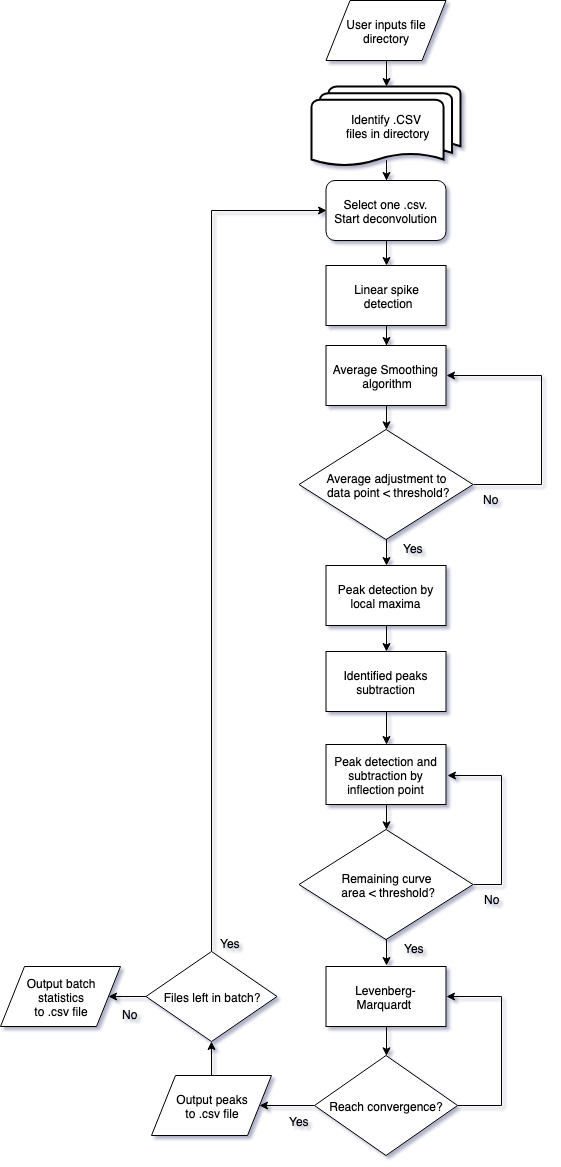 User inputs file
directory
Identify .CSV
files in directory
Select one .csv.
Start deconvolution
Linear spike
detection
Average Smoothing
algorithm
Average adjustment to
data point < threshold?
No
Yes
Peak detection by
local maxima
Identified peaks
subtraction
Peak detection and
subtraction by
inflection point
Remaining curve
area < threshold?
No
Yes
Levenberg-
Marquardt
Reach convergence?
Yes
Output peaks
to .csv file
Files left in batch?
Yes
No
Output batch
statistics
to .csv file